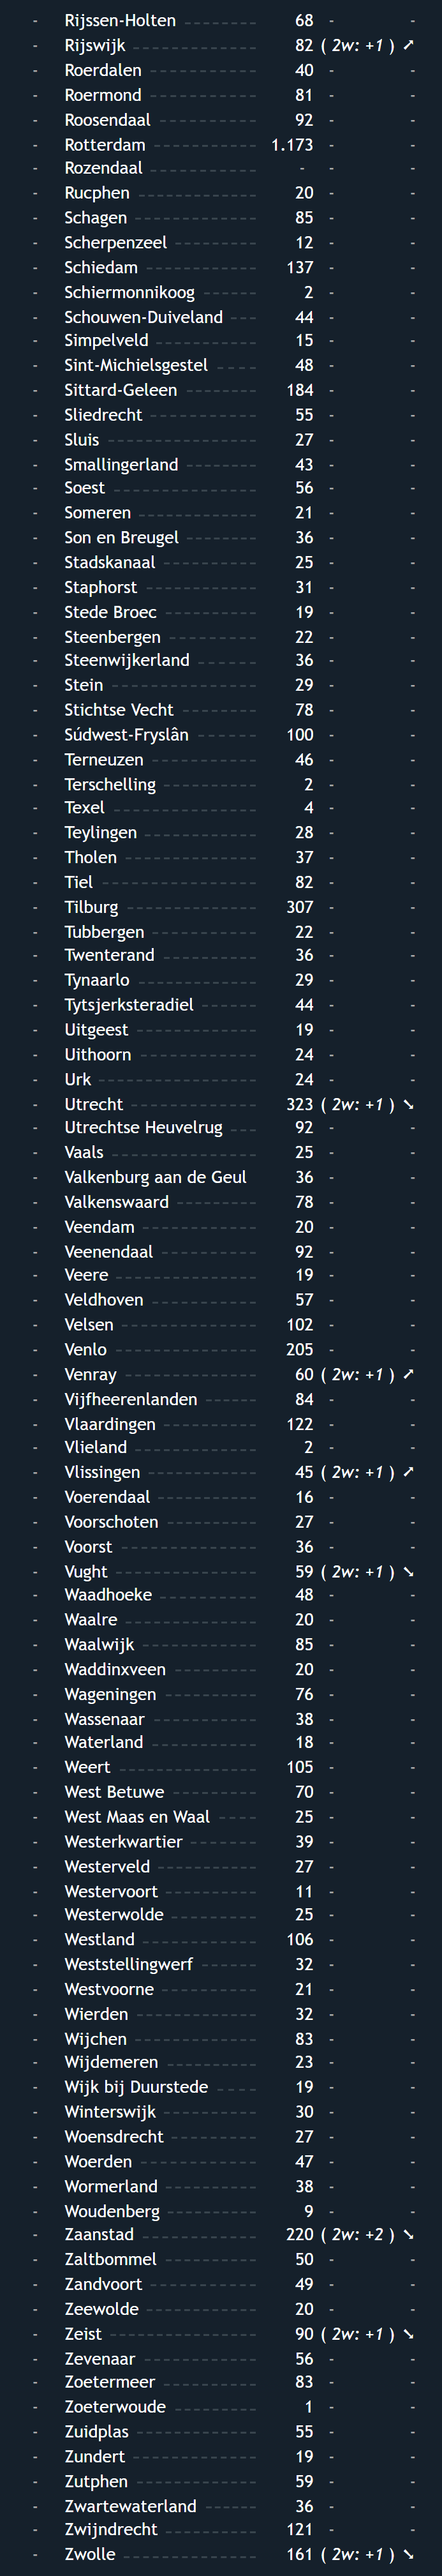 - Rijssen-Holten 68 - -
- Rijswijk 82 ( 2w: +1 ) ➚
- Roerdalen 40 - -
- Roermond 81 - -
- Roosendaal 92 - -
- Rotterdam 1.173 - -
- Rozendaal - - -
- Rucphen 20 - -
- Schagen 85 - -
- Scherpenzeel 12 - -
- Schiedam 137 - -
- Schiermonnikoog 2 - -
- Schouwen-Duiveland 44 - -
- Simpelveld 15 - -
- Sint-Michielsgestel 48 - -
- Sittard-Geleen 184 - -
- Sliedrecht 55 - -
- Sluis 27 - -
- Smallingerland 43 - -
- Soest 56 - -
- Someren 21 - -
- Son en Breugel 36 - -
- Stadskanaal 25 - -
- Staphorst 31 - -
- Stede Broec 19 - -
- Steenbergen 22 - -
- Steenwijkerland 36 - -
- Stein 29 - -
- Stichtse Vecht 78 - -
- Súdwest-Fryslân 100 - -
- Terneuzen 46 - -
- Terschelling 2 - -
- Texel 4 - -
- Teylingen 28 - -
- Tholen 37 - -
- Tiel 82 - -
- Tilburg 307 - -
- Tubbergen 22 - -
- Twenterand 36 - -
- Tynaarlo 29 - -
- Tytsjerksteradiel 44 - -
- Uitgeest 19 - -
- Uithoorn 24 - -
- Urk 24 - -
- Utrecht 323 ( 2w: +1 ) ➘
- Utrechtse Heuvelrug 92 - -
- Vaals 25 - -
- Valkenburg aan de Geul 36 - -
- Valkenswaard 78 - -
- Veendam 20 - -
- Veenendaal 92 - -
- Veere 19 - -
- Veldhoven 57 - -
- Velsen 102 - -
- Venlo 205 - -
- Venray 60 ( 2w: +1 ) ➚
- Vijfheerenlanden 84 - -
- Vlaardingen 122 - -
- Vlieland 2 - -
- Vlissingen 45 ( 2w: +1 ) ➚
- Voerendaal 16 - -
- Voorschoten 27 - -
- Voorst 36 - -
- Vught 59 ( 2w: +1 ) ➘
- Waadhoeke 48 - -
- Waalre 20 - -
- Waalwijk 85 - -
- Waddinxveen 20 - -
- Wageningen 76 - -
- Wassenaar 38 - -
- Waterland 18 - -
- Weert 105 - -
- West Betuwe 70 - -
- West Maas en Waal 25 - -
- Westerkwartier 39 - -
- Westerveld 27 - -
- Westervoort 11 - -
- Westerwolde 25 - -
- Westland 106 - -
- Weststellingwerf 32 - -
- Westvoorne 21 - -
- Wierden 32 - -
- Wijchen 83 - -
- Wijdemeren 23 - -
- Wijk bij Duurstede 19 - -
- Winterswijk 30 - -
- Woensdrecht 27 - -
- Woerden 47 - -
- Wormerland 38 - -
- Woudenberg 9 - -
- Zaanstad 220 ( 2w: +2 ) ➘
- Zaltbommel 50 - -
- Zandvoort 49 - -
- Zeewolde 20 - -
- Zeist 90 ( 2w: +1 ) ➘
- Zevenaar 56 - -
- Zoetermeer 83 - -
- Zoeterwoude 1 - -
- Zuidplas 55 - -
- Zundert 19 - -
- Zutphen 59 - -
- Zwartewaterland 36 - -
- Zwijndrecht 121 - -
- Zwolle 161 ( 2w: +1 ) ➘